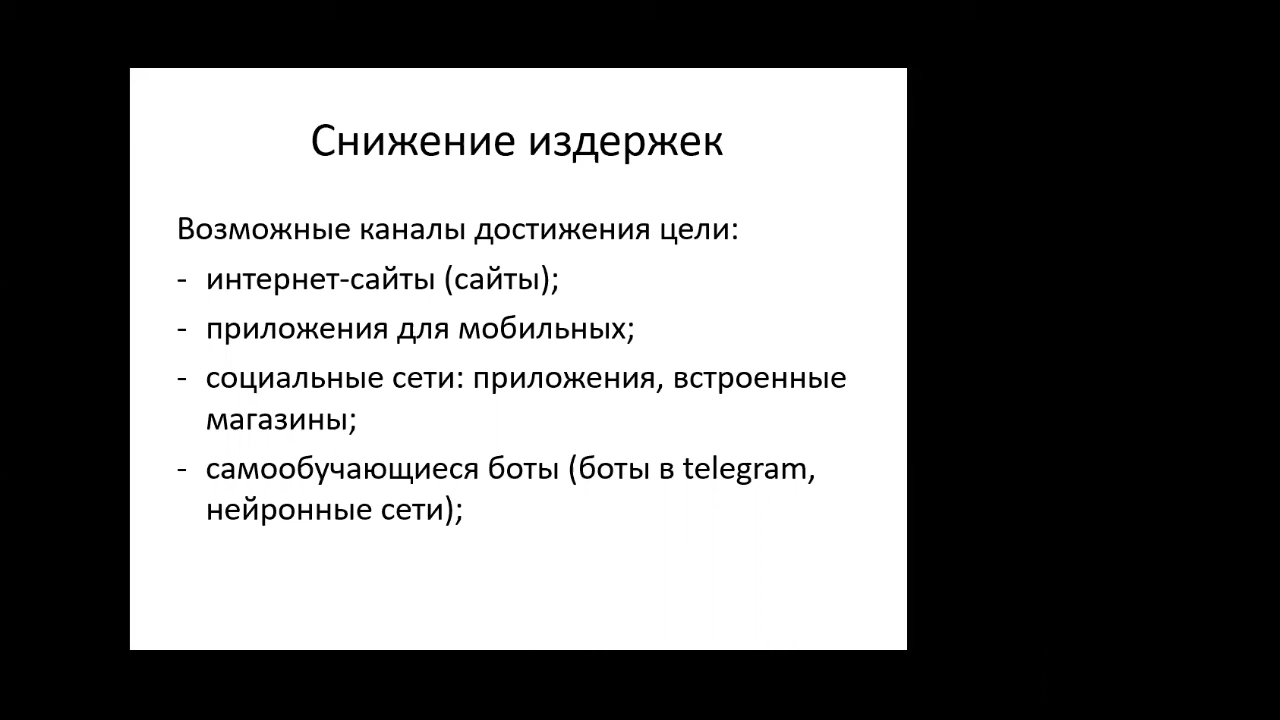 Снижение издержек
Возможные каналы достижения цели:
- интернет-сайты (сайты);
- приложения для мобильных;
- социальные сети: приложения, встроенные
магазины;
- самообучающиеся боты (боты в telegram,
нейронные сети);